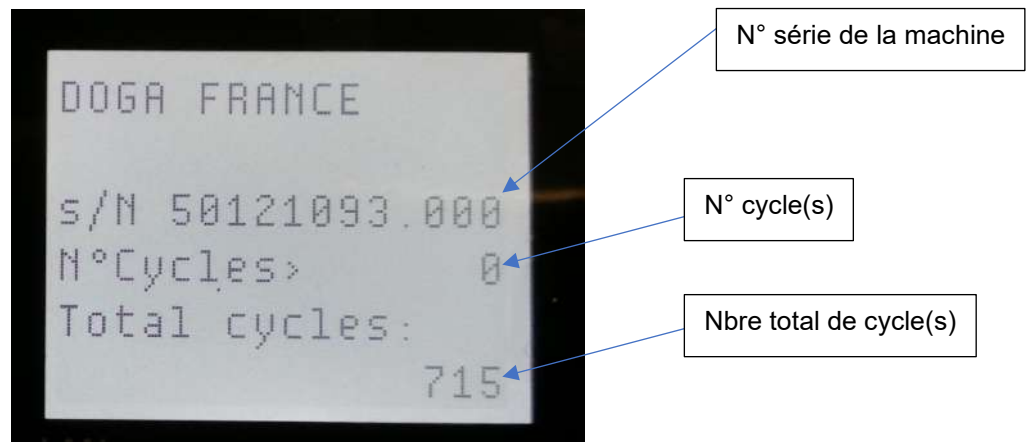 DOGA FRANCE
s/N 50121093.000
N°Cycles> 0
Total cycles:
715
N° série de la machine
N° cycle(s)
Nbre total de cycle(s)